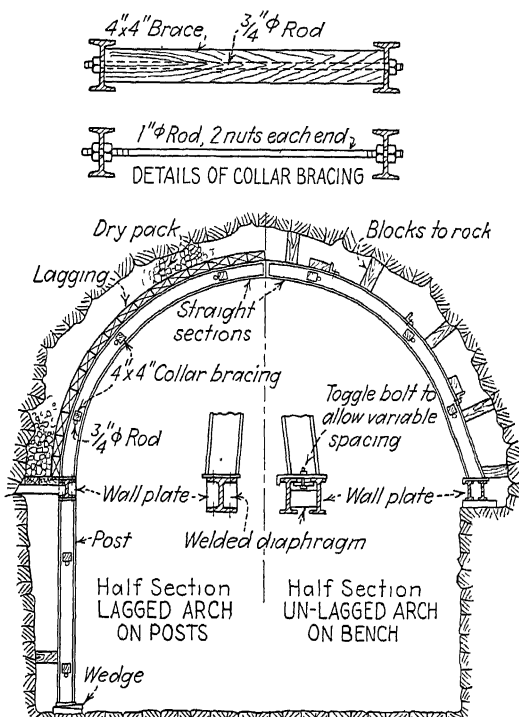 4"x4" Brace
3/4"φ Rod
1"φ Rod, 2 nuts each end
DETAILS OF COLLAR BRACING
Dry pack
Blocks to rock
Lagging
Straight
sections
4"x4" Collar bracing
Toggle bolt to
allow variable
spacing
3/4"φ Rod
Wall plate
Wall plate
Post
Welded diaphragm
Half Section
LAGGED ARCH
ON POSTS
Half Section
UN-LAGGED ARCH
ON BENCH
Wedge